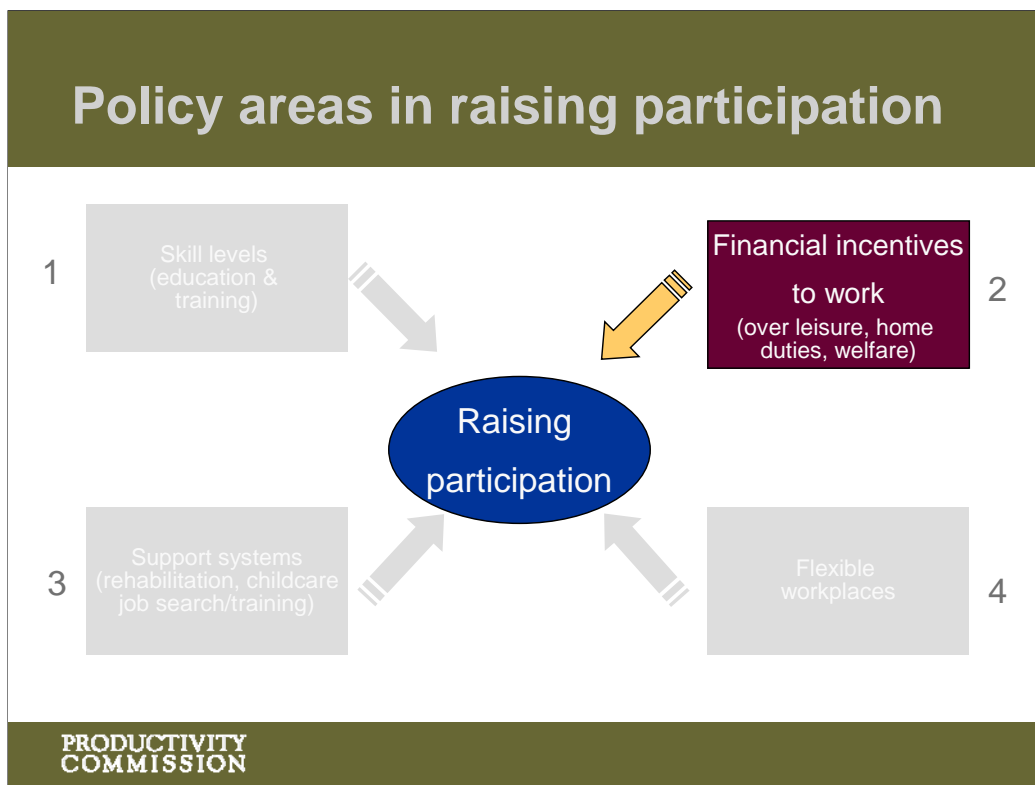 Policy areas in raising participation
1
Skill levels
(education &
training)
Financial incentives
to work
(over leisure, home
duties, welfare)
2
Raising
participation
3
Support systems
(rehabilitation, childcare
job search/training)
Flexible
workplaces
4
PRODUCTIVITY
COMMISSION